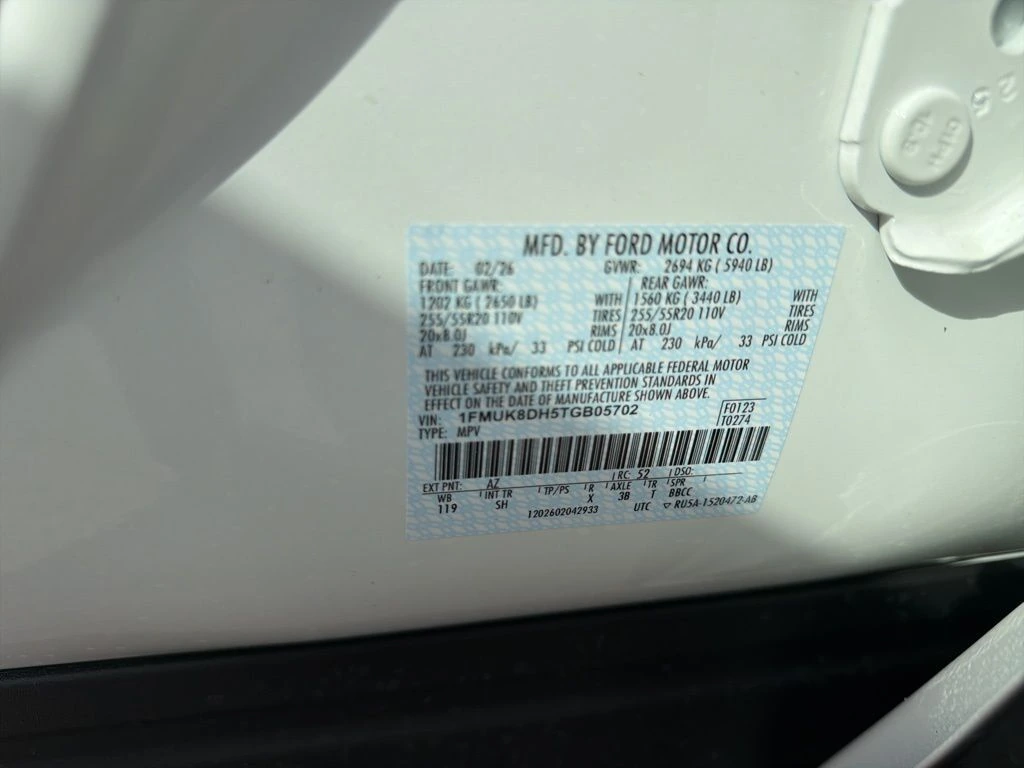 MFD. BY FORD MOTOR CO.
DATE: 02/26 GVWR: 2694 KG ( 5940 LB)
FRONT GAWR: REAR GAWR:
1202 KG ( 2650 LB) WITH 1560 KG ( 3440 LB) WITH
255/55R20 110V TIRES 255/55R20 110V TIRES
20x8.0J RIMS 20x8.0J RIMS
AT 230 kPa/ 33 PSI COLD AT 230 kPa/ 33 PSI COLD
THIS VEHICLE CONFORMS TO ALL APPLICABLE FEDERAL MOTOR
VEHICLE SAFETY AND THEFT PREVENTION STANDARDS IN
EFFECT ON THE DATE OF MANUFACTURE SHOWN ABOVE.
VIN: 1FMUK8DH5TGB05702 F0123
TYPE: MPV T0274
EXT PNT: AZ RC: 52 DSO:
WB INT TR TP/PS R AXLE TR SPR
119 SH X 3B T BBCC
1202602042933 UTC ▽ RU5A-1520472-AB